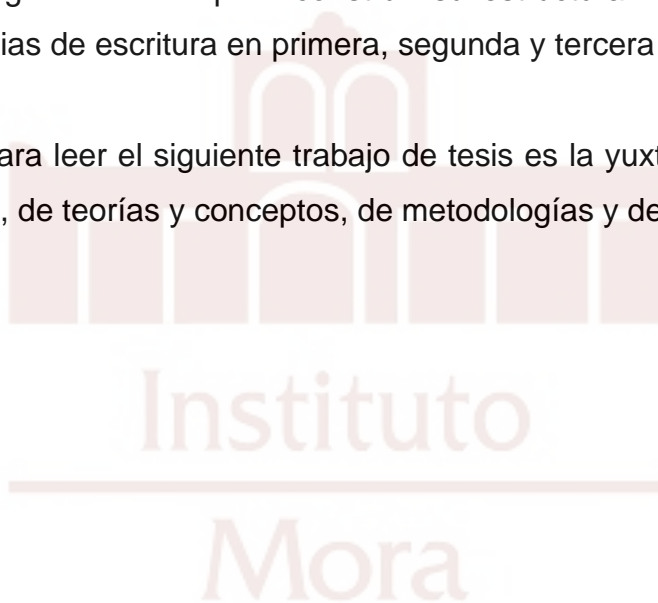 ias de escritura en primera, segunda y tercera
ara leer el siguiente trabajo de tesis es la yuxt
, de teorías y conceptos, de metodologías y de
Instituto
Mora